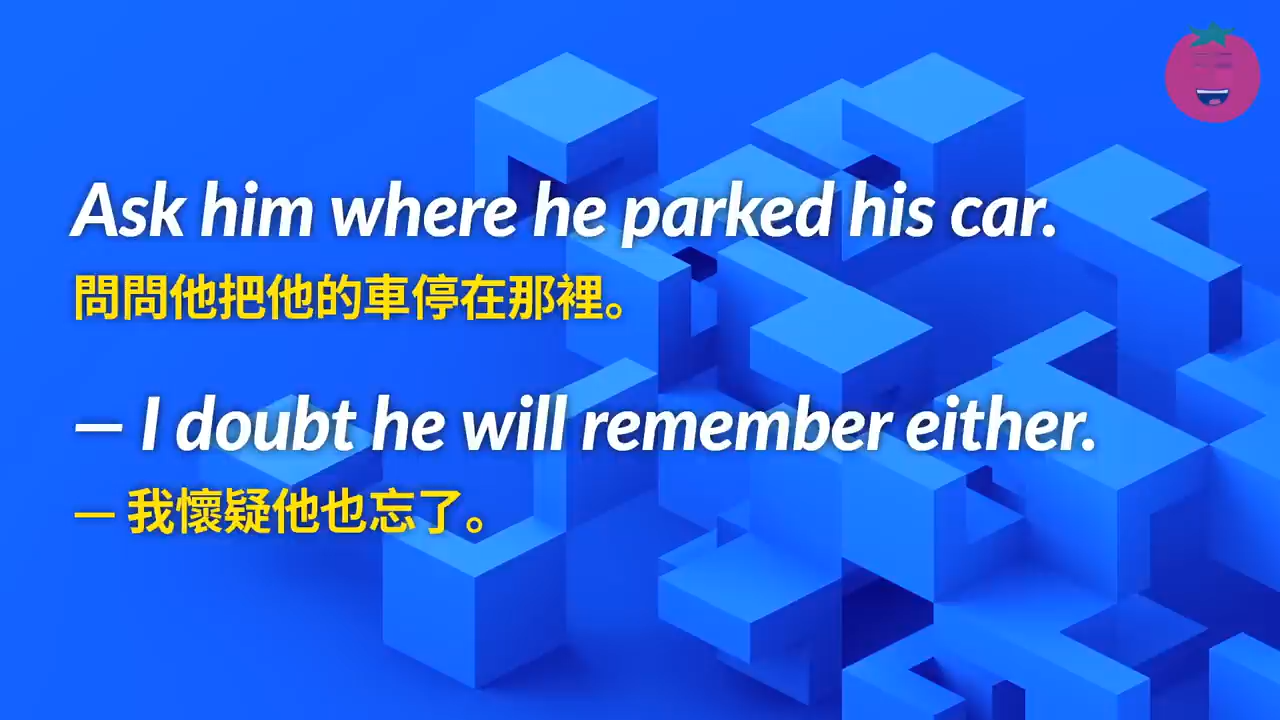 Ask him where he parked his car.
問問他把他的車停在那裡。
— I doubt he will remember either.
— 我懷疑他也忘了。